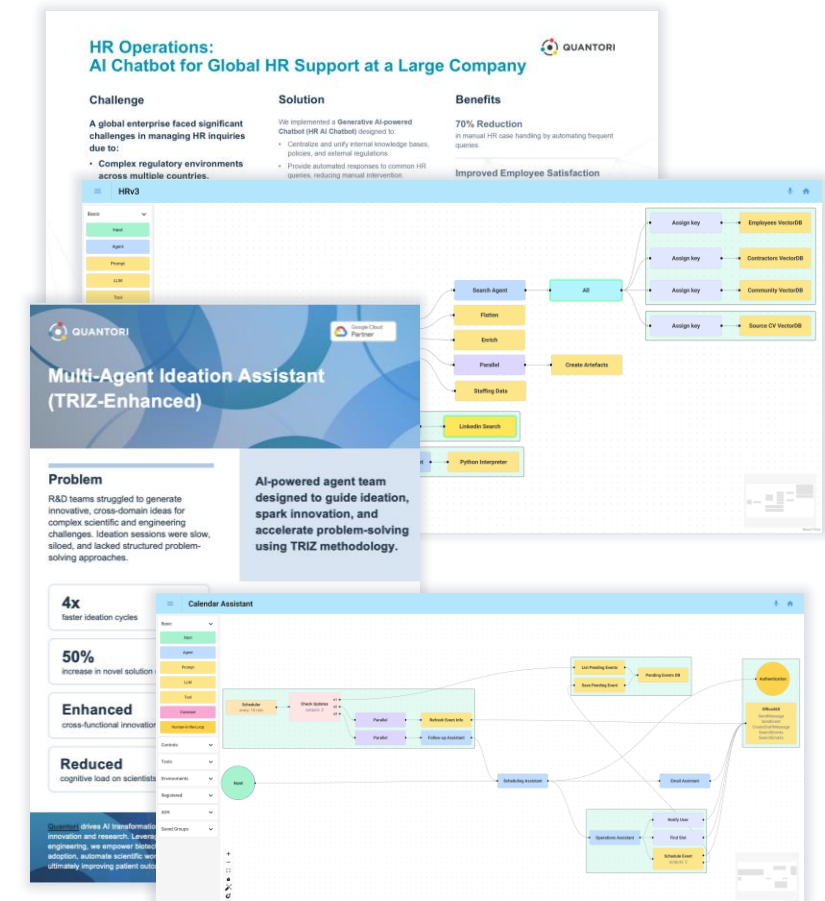 HR Operations:
AI Chatbot for Global HR Support at a Large Company
QUANTORI
Challenge
A global enterprise faced significant
challenges in managing HR inquiries
due to:
• Complex regulatory environments
across multiple countries.
Solution
We implemented a Generative AI-powered
Chatbot (HR AI Chatbot) designed to:
• Centralize and unify internal knowledge bases,
policies, and external regulations.
• Provide automated responses to common HR
queries, reducing manual intervention.
Benefits
70% Reduction
in manual HR case handling by automating frequent
queries.
Improved Employee Satisfaction
HRv3
Basic
Input
Agent
Prompt
LLM
Tool
Search Agent
Flatten
Enrich
Parallel
Staffing Data
All
Create Artefacts
Linkedin Search
Python Interpreter
Assign key
Employees VectorDB
Assign key
Contractors VectorDB
Assign key
Community VectorDB
Assign key
Source CV VectorDB
QUANTORI
Google Cloud
Partner
Multi-Agent Ideation Assistant
(TRIZ-Enhanced)
Problem
R&D teams struggled to generate
innovative, cross-domain ideas for
complex scientific and engineering
challenges. Ideation sessions were slow,
siloed, and lacked structured problem-
solving approaches.
AI-powered agent team
designed to guide ideation,
spark innovation, and
accelerate problem-solving
using TRIZ methodology.
4x
faster ideation cycles
50%
increase in novel solution
Enhanced
cross-functional innovation
Reduced
cognitive load on scientists
Quantori drives AI transformatio
innovation and research. Leverag
engineering, we empower biotech
adoption, automate scientific wor
ultimately improving patient outco
Calendar Assistant
Basic
Input
Agent
Prompt
LLM
Tool
Comment
Human-in-the-Loop
Controls
Tools
Environments
Registered
Saved Groups
Scheduler
Check Updates
Parallel
Parallel
Refresh Event Info
Follow-up Assistant
Input
Scheduling Assistant
List Pending Events
Save Pending Event
Pending Events DB
Authentication
Office365
Email Assistant
Operations Assistant
Notify User
Find Slot
Schedule Event